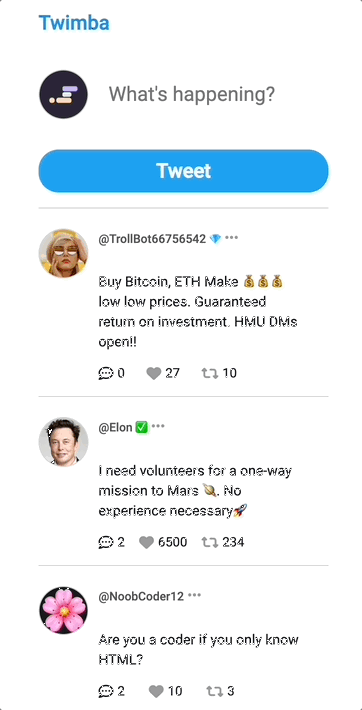 Twimba
What's happening?
Tweet
@TrollBot66756542 💎 •••
Buy Bitcoin, ETH Make 💰💰💰
low low prices. Guaranteed
return on investment. HMU DMs
open!!
0 27 10
@Elon ✅ •••
I need volunteers for a one-way
mission to Mars 🪐. No
experience necessary🚀
2 6500 234
@NoobCoder12 •••
Are you a coder if you only know
HTML?
2 10 3